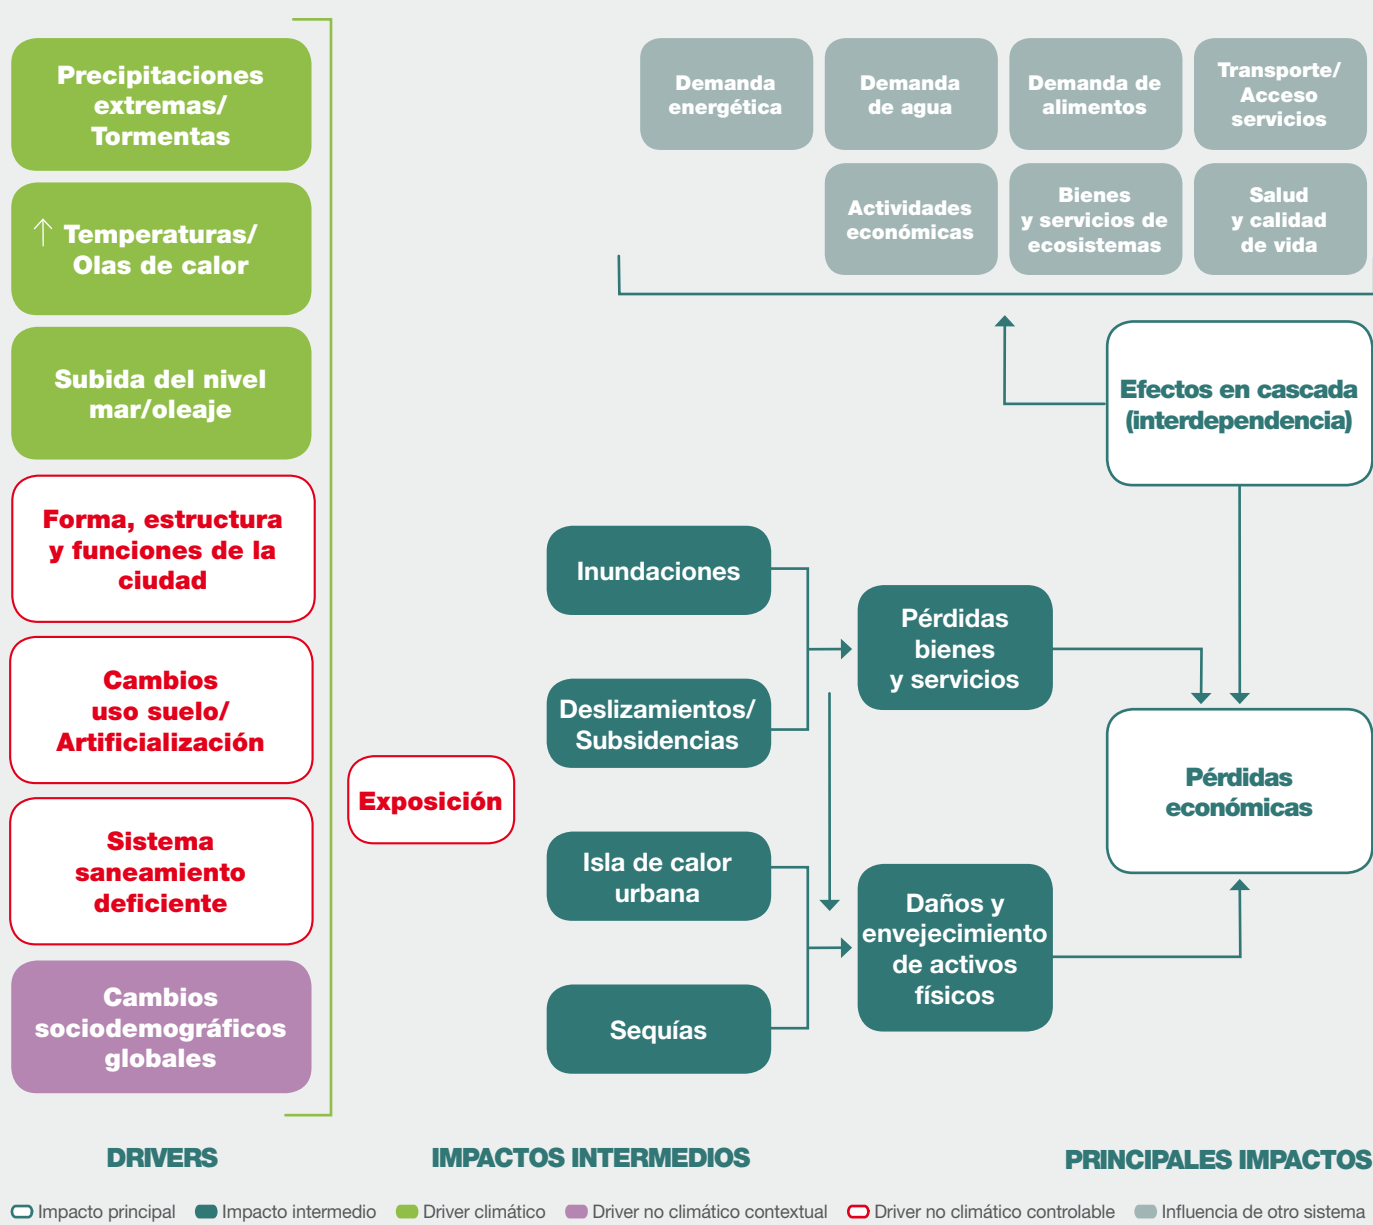 Precipitaciones
extremas/
Tormentas
↑ Temperaturas/
Olas de calor
Subida del nivel
mar/oleaje
Forma, estructura
y funciones de la
ciudad
Cambios
uso suelo/
Artificialización
Sistema
saneamiento
deficiente
Cambios
sociodemográficos
globales
DRIVERS
Exposición
Inundaciones
Deslizamientos/
Subsidencias
Isla de calor
urbana
Sequías
IMPACTOS INTERMEDIOS
Pérdidas
bienes
y servicios
Daños y
envejecimiento
de activos
físicos
Demanda
energética
Demanda
de agua
Demanda de
alimentos
Transporte/
Acceso
servicios
Actividades
económicas
Bienes
y servicios de
ecosistemas
Salud
y calidad
de vida
Efectos en cascada
(interdependencia)
Pérdidas
económicas
PRINCIPALES IMPACTOS
Impacto principal
Impacto intermedio
Driver climático
Driver no climático contextual
Driver no climático controlable
Influencia de otro sistema